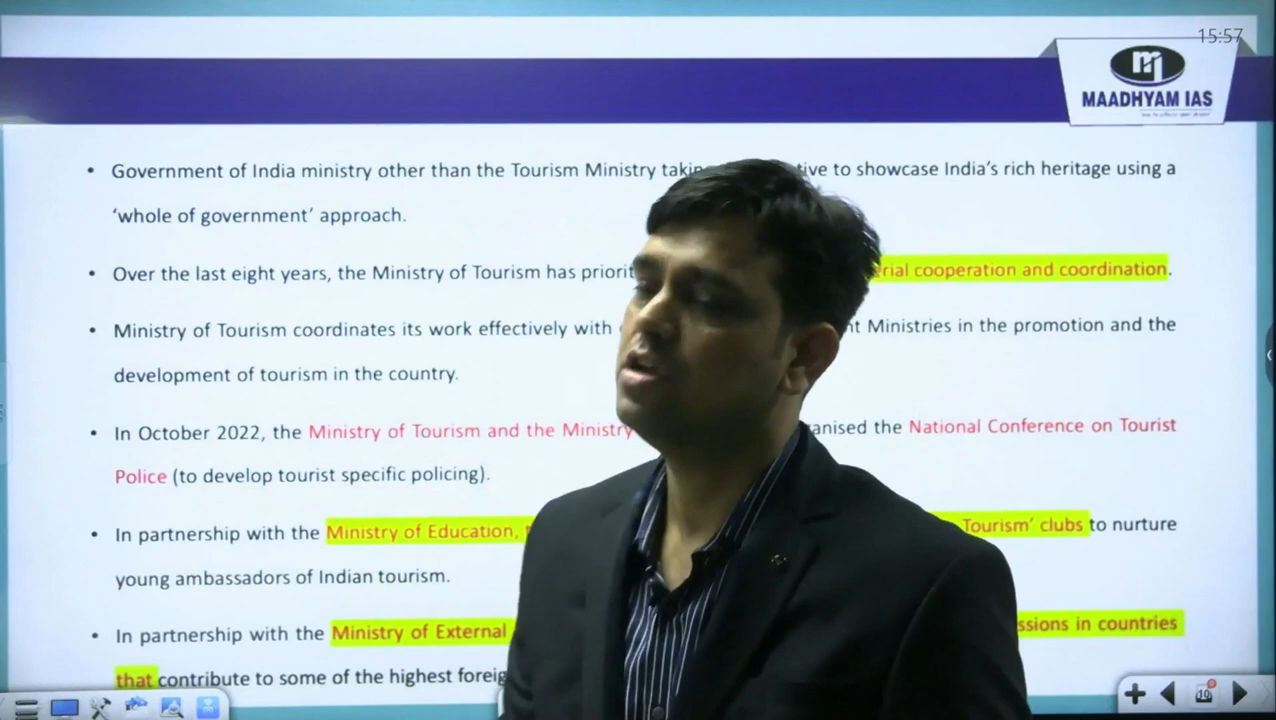 15:57
MAADHYAM IAS
• Government of India ministry other than the Tourism Ministry ive to showcase India's rich heritage using a
'whole of government' approach.
• Over the last eight years, the Ministry of Tourism has erial cooperation and coordination.
• Ministry of Tourism coordinates its work effectively with Ministries in the promotion and the
development of tourism in the country.
• In October 2022, the Ministry of Tourism and the Ministry anised the National Conference on Tourist
Police (to develop tourist specific policing).
• In partnership with the Ministry of Education, Tourism' clubs to nurture
young ambassadors of Indian tourism.
• In partnership with the Ministry of External ssions in countries
that contribute to some of the highest foreig
19